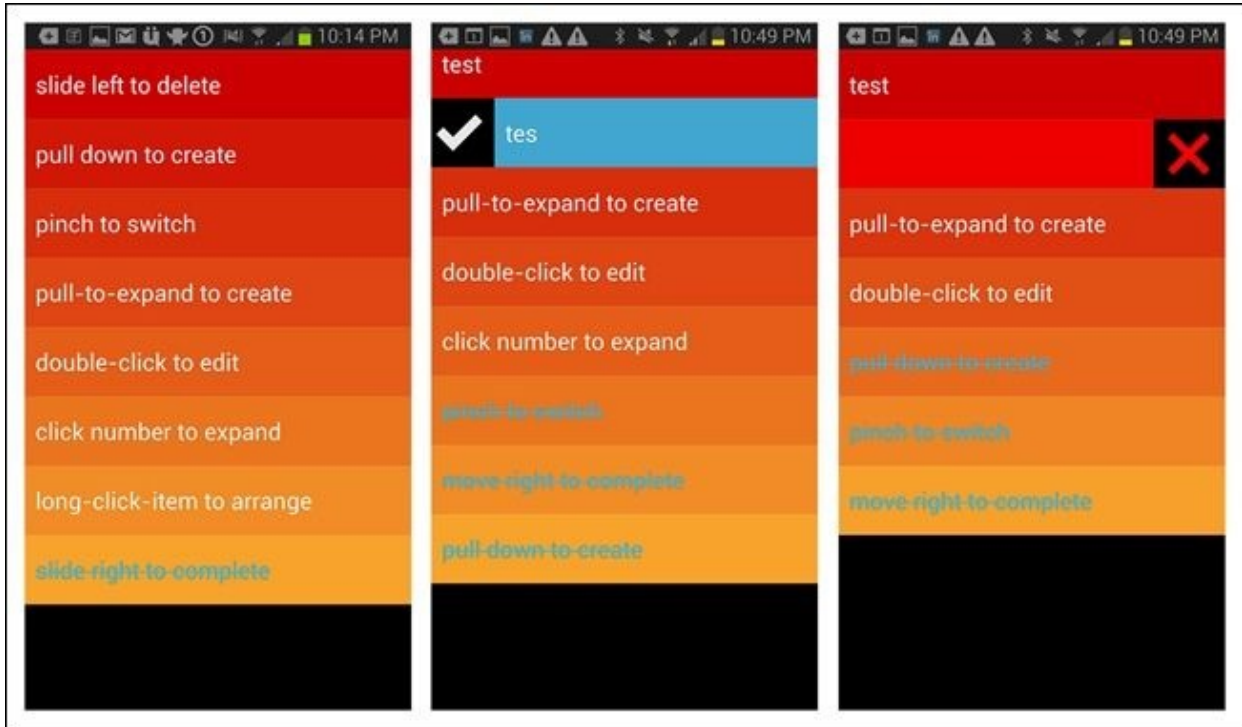 10:14 PM
slide left to delete
pull down to create
pinch to switch
pull-to-expand to create
double-click to edit
click number to expand
long-click-item to arrange
slide right to complete
10:49 PM
test
tes
pull-to-expand to create
double-click to edit
click number to expand
pinch to switch
move right to complete
pull down to create
10:49 PM
test
pull-to-expand to create
double-click to edit
pull down to create
pinch to switch
move right to complete